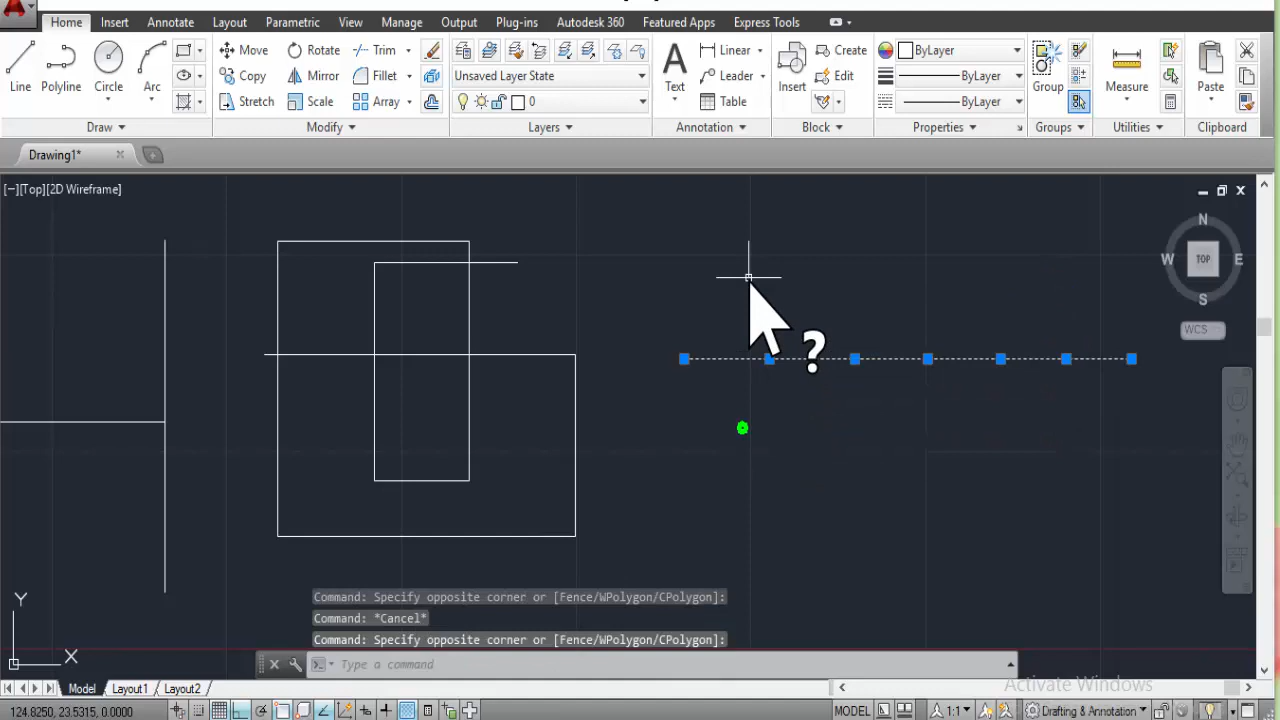 Home Insert Annotate Layout Parametric View Manage Output Plug-ins Autodesk 360 Featured Apps Express Tools
Line Polyline Circle Arc
Move Rotate Trim
Copy Mirror Fillet
Stretch Scale Array
Unsaved Layer State
0
Text
Linear
Leader
Table
Insert
Create
Edit
ByLayer
ByLayer
ByLayer
Group
Measure
Paste
Draw Modify Layers Annotation Block Properties Groups Utilities Clipboard
Drawing1*
[−][Top][2D Wireframe]
N
W TOP E
S
WCS
?
Y
X
Command: Specify opposite corner or [Fence/WPolygon/CPolygon]:
Command: *Cancel*
Command: Specify opposite corner or [Fence/WPolygon/CPolygon]:
Type a command
Activate Windows
Model Layout1 Layout2
124.8250, 23.5315, 0.0000 MODEL 1:1 Drafting & Annotation